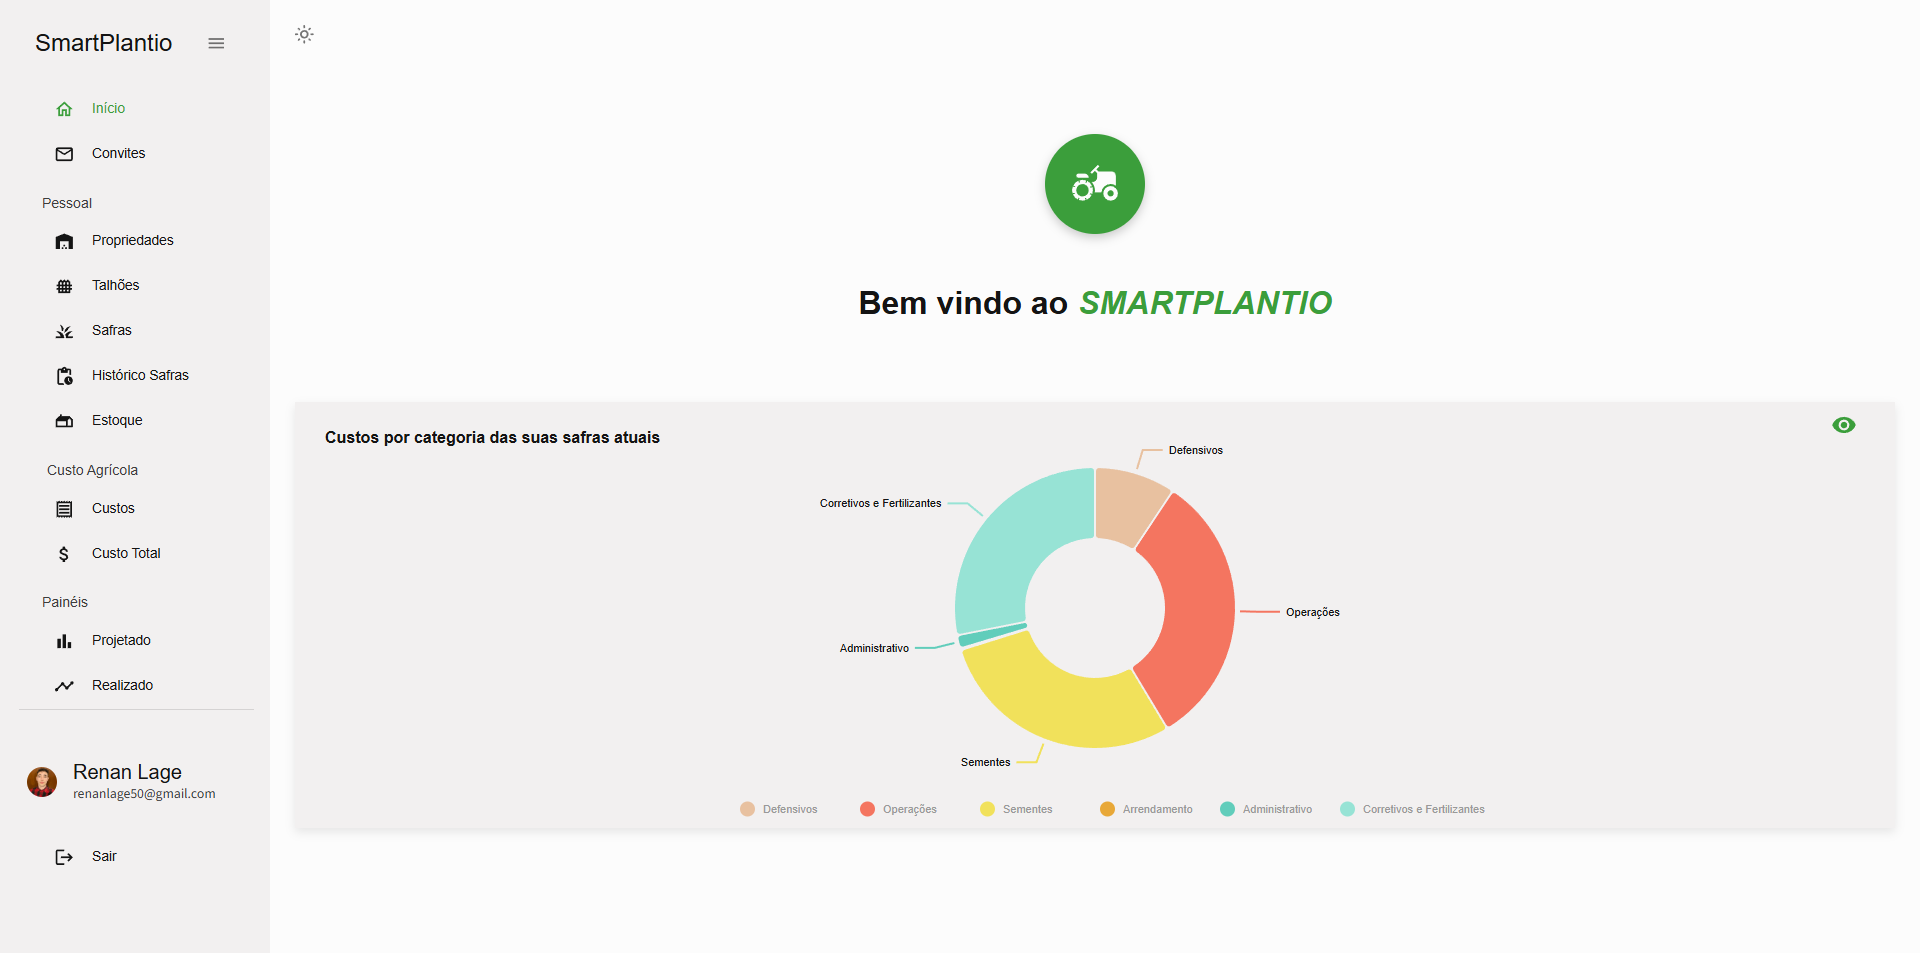 SmartPlantio
Início
Convites
Pessoal
Propriedades
Talhões
Safras
Histórico Safras
Estoque
Custo Agrícola
Custos
Custo Total
Painéis
Projetado
Realizado
Renan Lage
renanlage50@gmail.com
Sair
Bem vindo ao SMARTPLANTIO
Custos por categoria das suas safras atuais
Defensivos
Corretivos e Fertilizantes
Operações
Administrativo
Sementes
Defensivos Operações Sementes Arrendamento Administrativo Corretivos e Fertilizantes